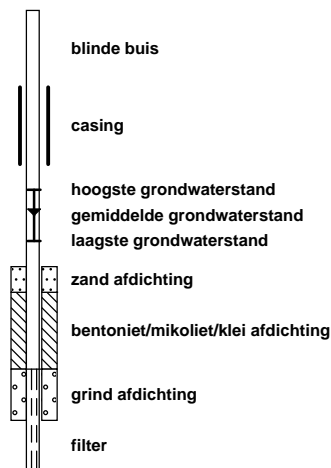 blinde buis
casing
hoogste grondwaterstand
gemiddelde grondwaterstand
laagste grondwaterstand
zand afdichting
bentoniet/mikoliet/klei afdichting
grind afdichting
filter